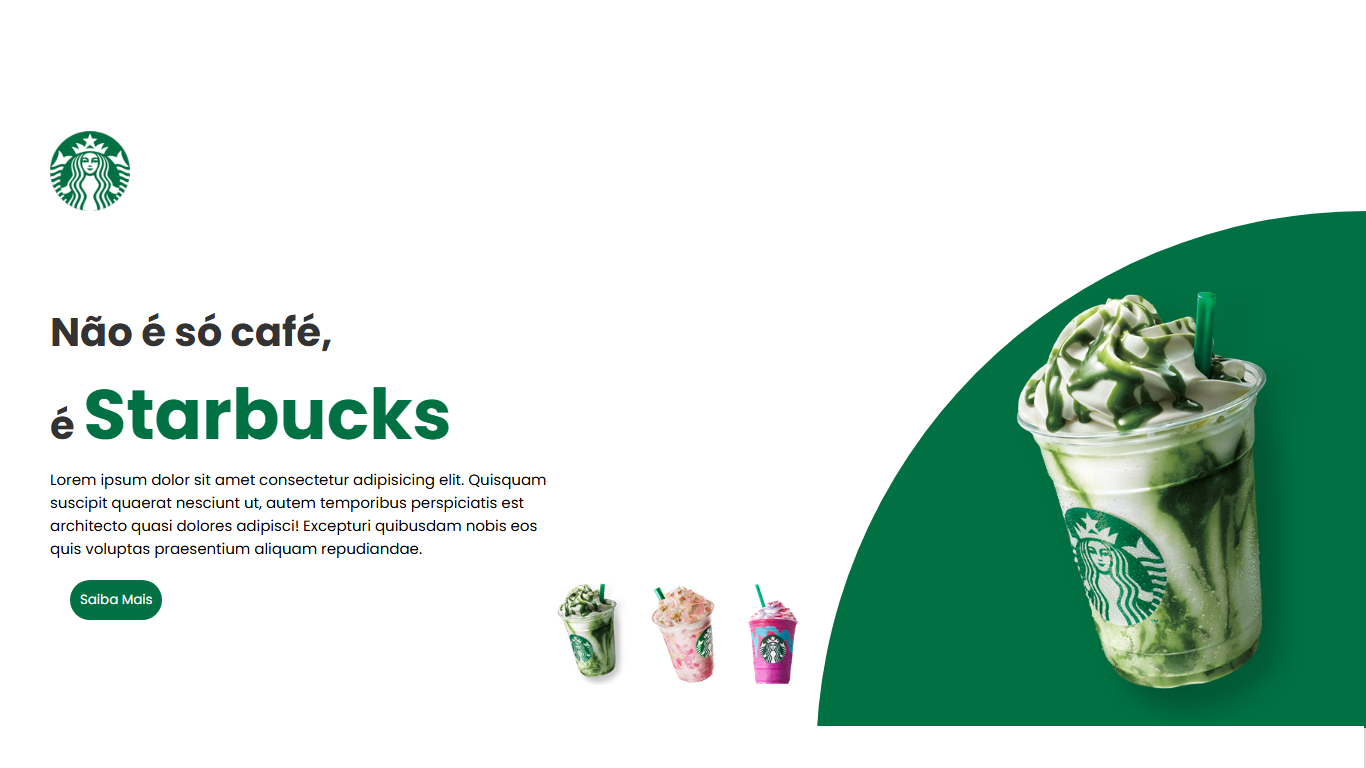 Não é só café,
é Starbucks
Lorem ipsum dolor sit amet consectetur adipisicing elit. Quisquam
suscipit quaerat nesciunt ut, autem temporibus perspiciatis est
architecto quasi dolores adipisci! Excepturi quibusdam nobis eos
quis voluptas praesentium aliquam repudiandae.
Saiba Mais